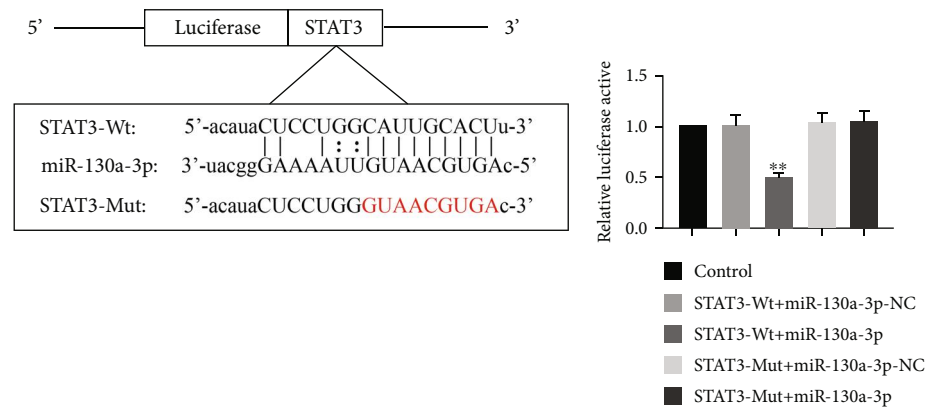 5’ Luciferase STAT3 3’
STAT3-Wt: 5’-acauaCUCCUGGCAUUGCACUu-3’
miR-130a-3p: 3’-uacggGAAAAUUGUAACGUGAc-5’
STAT3-Mut: 5’-acauaCUCCUGGGUAACGUGAc-3’
Relative luciferase active
1.5
1.0
0.5
0.0
**
Control
STAT3-Wt+miR-130a-3p-NC
STAT3-Wt+miR-130a-3p
STAT3-Mut+miR-130a-3p-NC
STAT3-Mut+miR-130a-3p